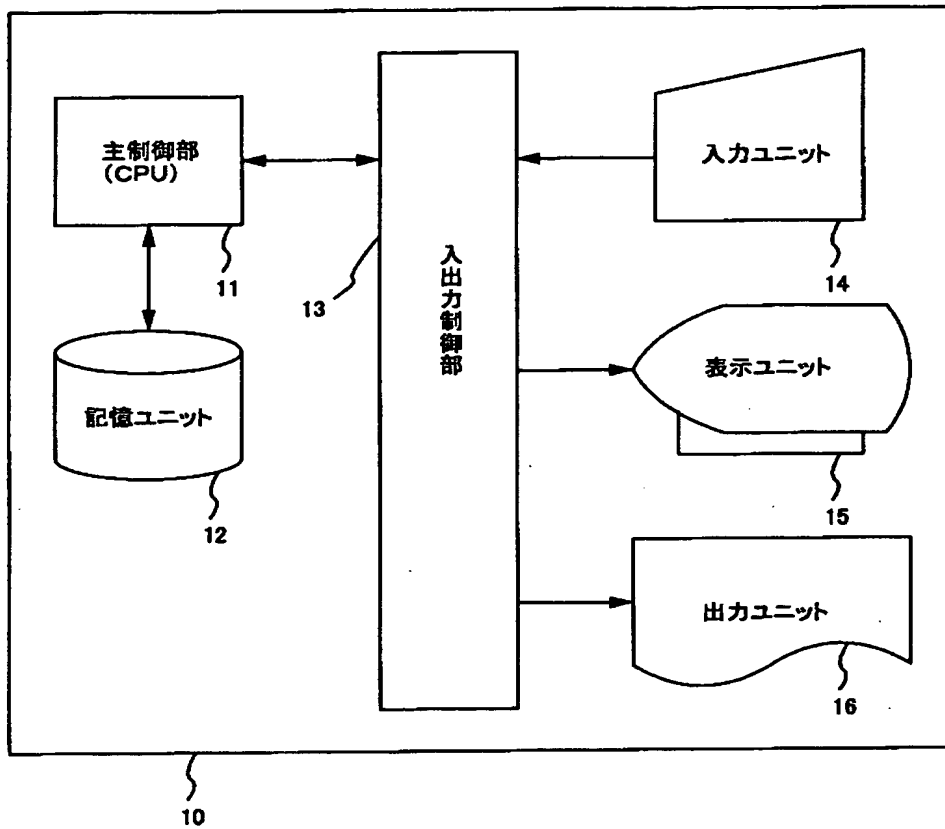 主制御部
(CPU)
11
記憶ユニット
12
13
入出力制御部
入力ユニット
14
表示ユニット
15
出力ユニット
16
10